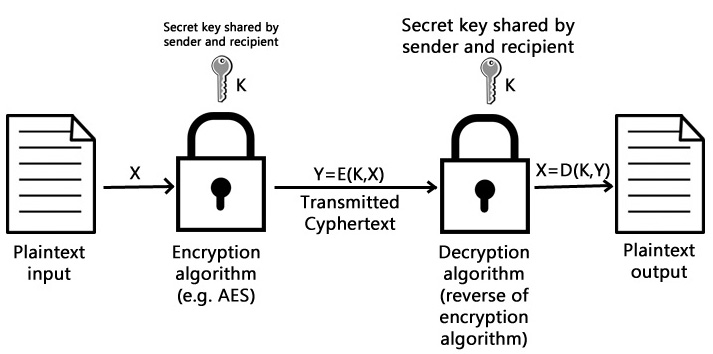 Secret key shared by
sender and recipient
K
Secret key shared by
sender and recipient
K
X
Y=E(K,X)
Transmitted
Cyphertext
X=D(K,Y)
Plaintext
input
Encryption
algorithm
(e.g. AES)
Decryption
algorithm
(reverse of
encryption
algorithm)
Plaintext
output